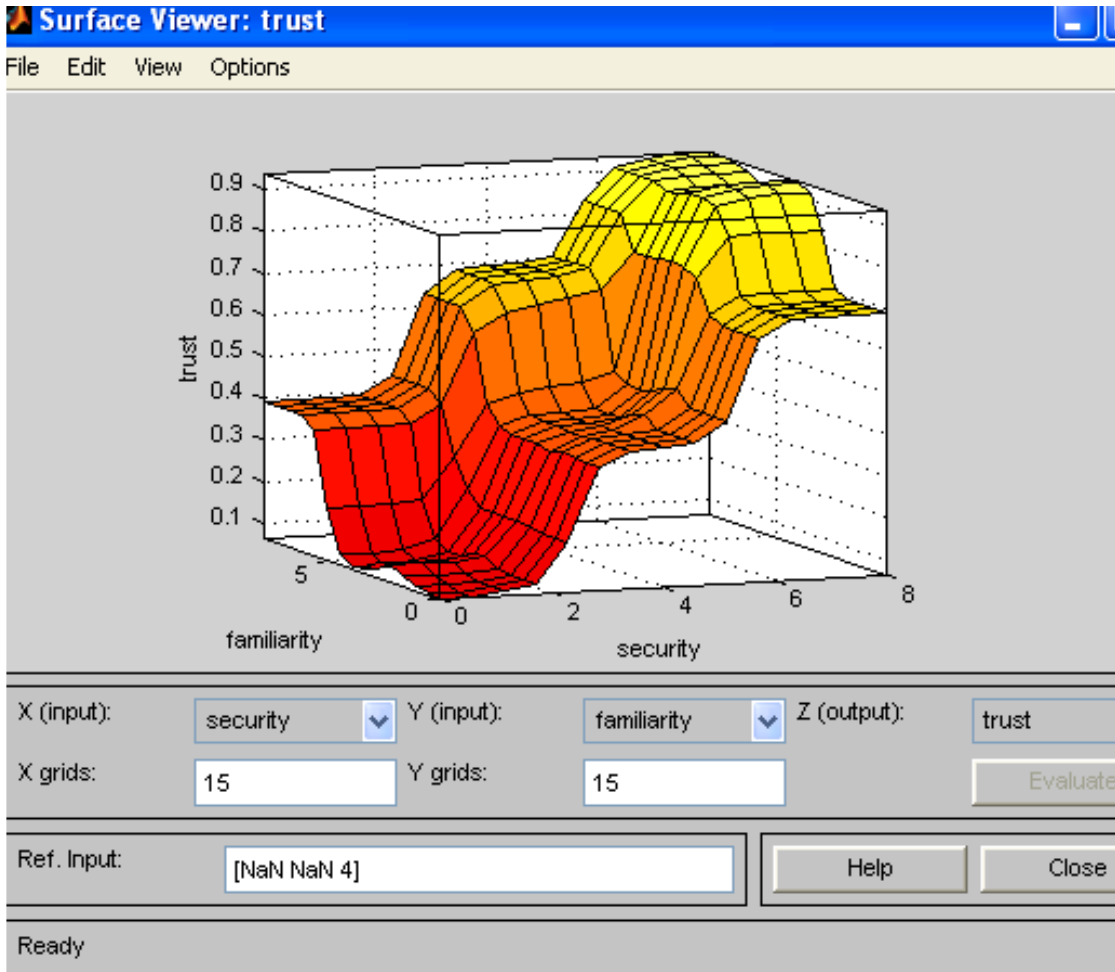 Surface Viewer: trust
File Edit View Options
0.9
0.8
0.7
0.6
0.5
0.4
0.3
0.2
0.1
trust
5
0
familiarity
0
2
4
6
8
security
X (input):
security
Y (input):
familiarity
Z (output):
trust
X grids:
15
Y grids:
15
Evaluate
Ref. Input:
[NaN NaN 4]
Help
Close
Ready